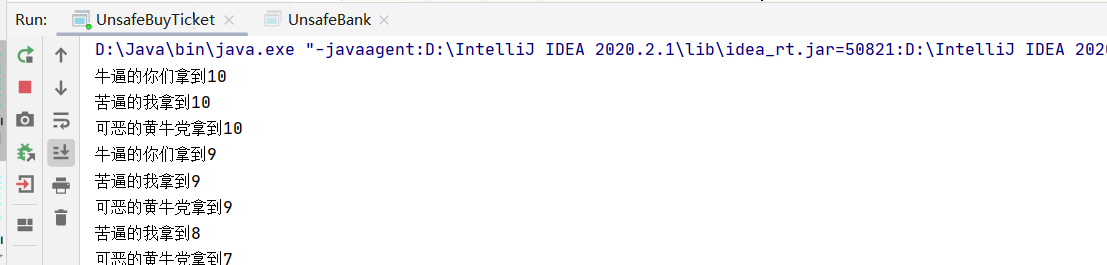 Run: UnsafeBuyTicket × UnsafeBank ×
D:\Java\bin\java.exe "-javaagent:D:\IntelliJ IDEA 2020.2.1\lib\idea_rt.jar=50821:D:\IntelliJ IDEA 202
牛逼的你们拿到10
苦逼的我拿到10
可恶的黄牛党拿到10
牛逼的你们拿到9
苦逼的我拿到9
可恶的黄牛党拿到9
苦逼的我拿到8
可恶的黄牛党拿到7